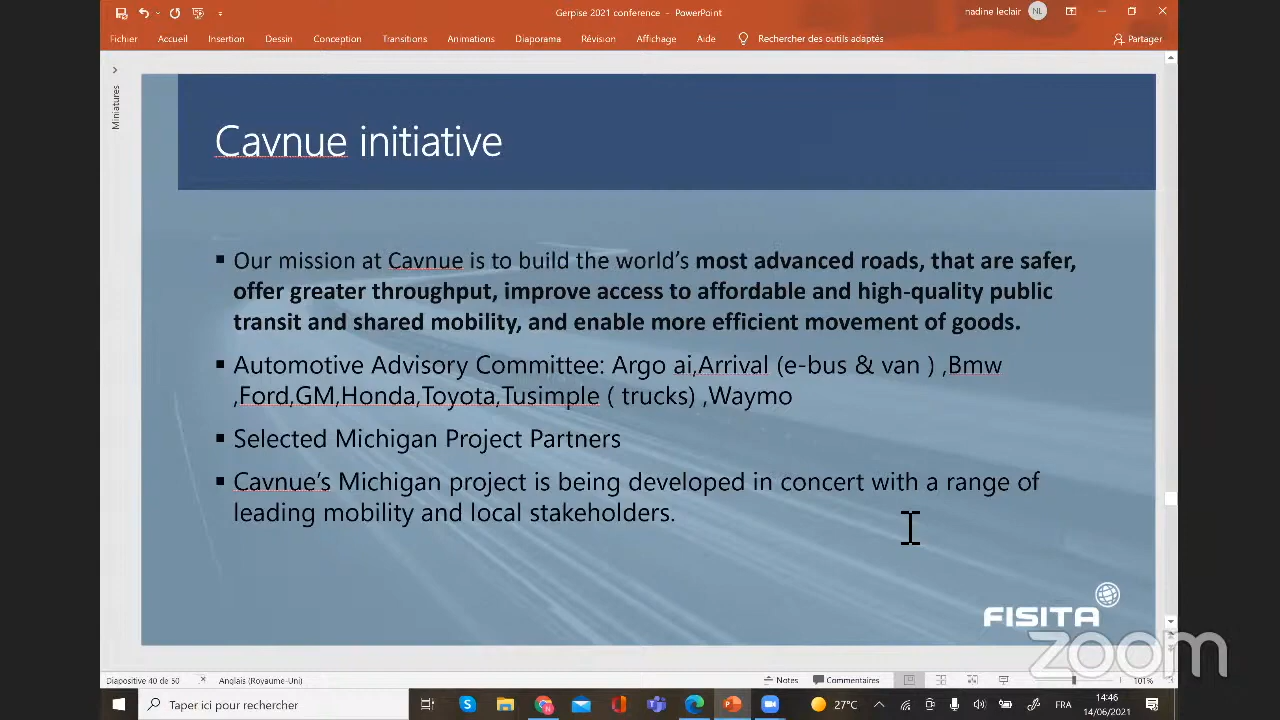 Gerpise 2021 conference - PowerPoint
nadine leclair NL
Fichier Accueil Insertion Dessin Conception Transitions Animations Diaporama Révision Affichage Aide Rechercher des outils adaptés Partager
Miniatures
Cavnue initiative
▪ Our mission at Cavnue is to build the world's most advanced roads, that are safer,
offer greater throughput, improve access to affordable and high-quality public
transit and shared mobility, and enable more efficient movement of goods.
▪ Automotive Advisory Committee: Argo ai,Arrival (e-bus & van ) ,Bmw
,Ford,GM,Honda,Toyota,Tusimple ( trucks) ,Waymo
▪ Selected Michigan Project Partners
▪ Cavnue's Michigan project is being developed in concert with a range of
leading mobility and local stakeholders.
FISITA
zoom
Diapositive 40 de 50 Anglais (Royaume-Uni) Notes Commentaires 101%
Taper ici pour rechercher 27°C FRA 14:46
14/06/2021